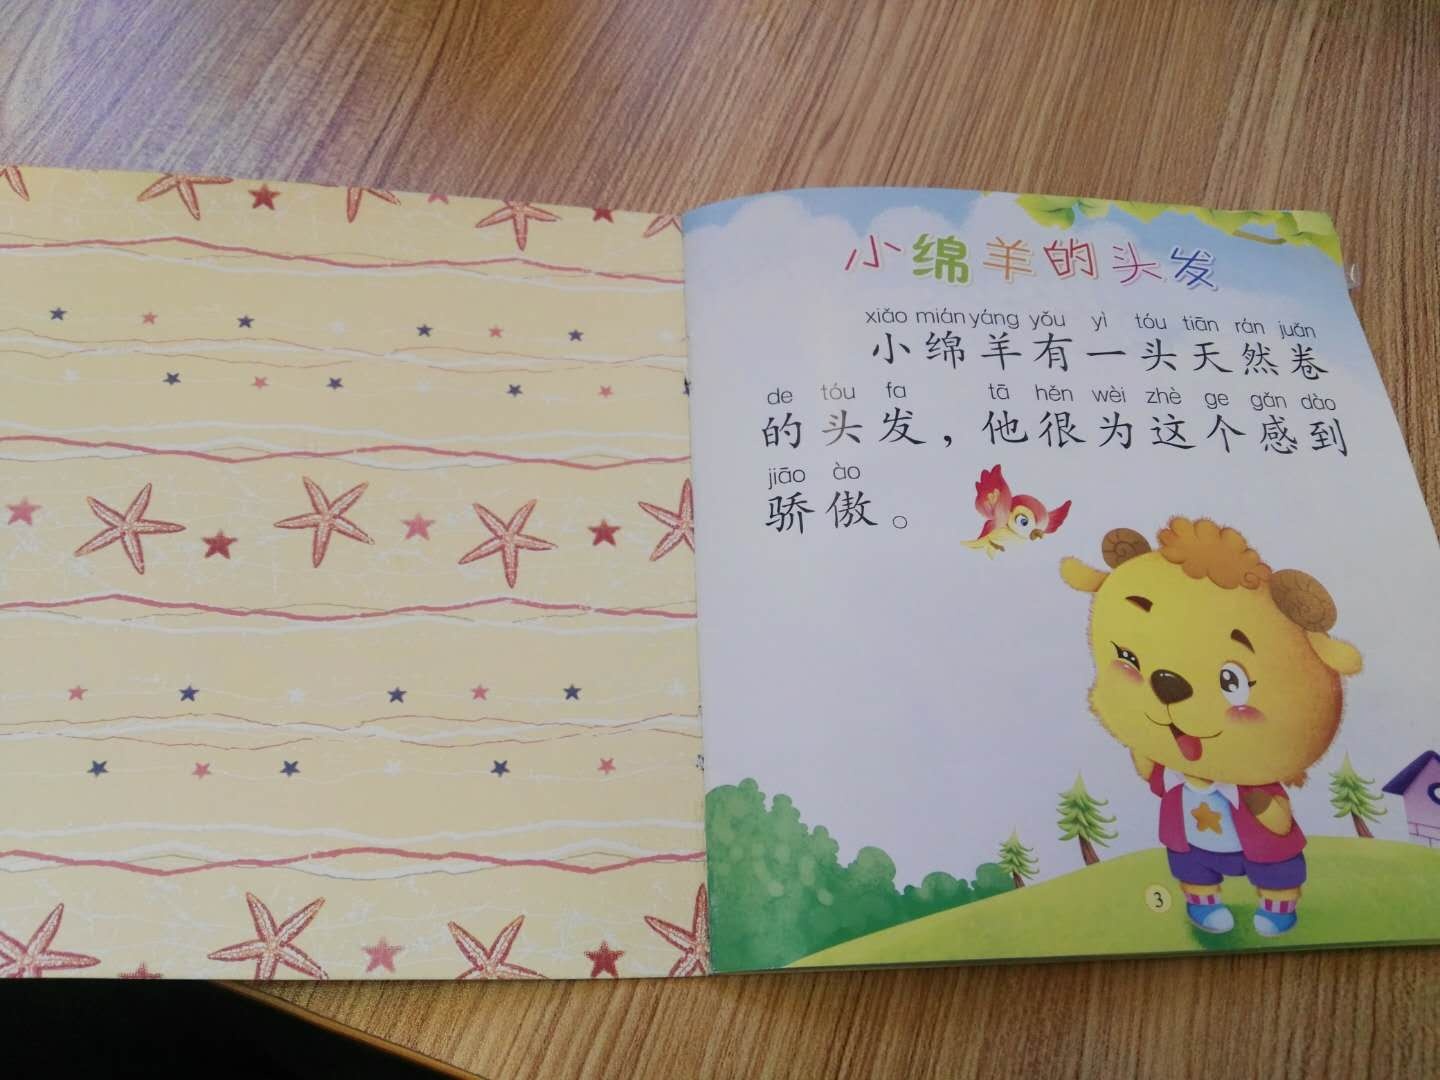 小绵羊的头发
xiǎo mián yáng yǒu yì tóu tiān rán juǎn
小绵羊有一头天然卷
de tóu fa tā hěn wèi zhè ge gǎn dào
的头发，他很为这个感到
jiāo ào
骄傲。
3